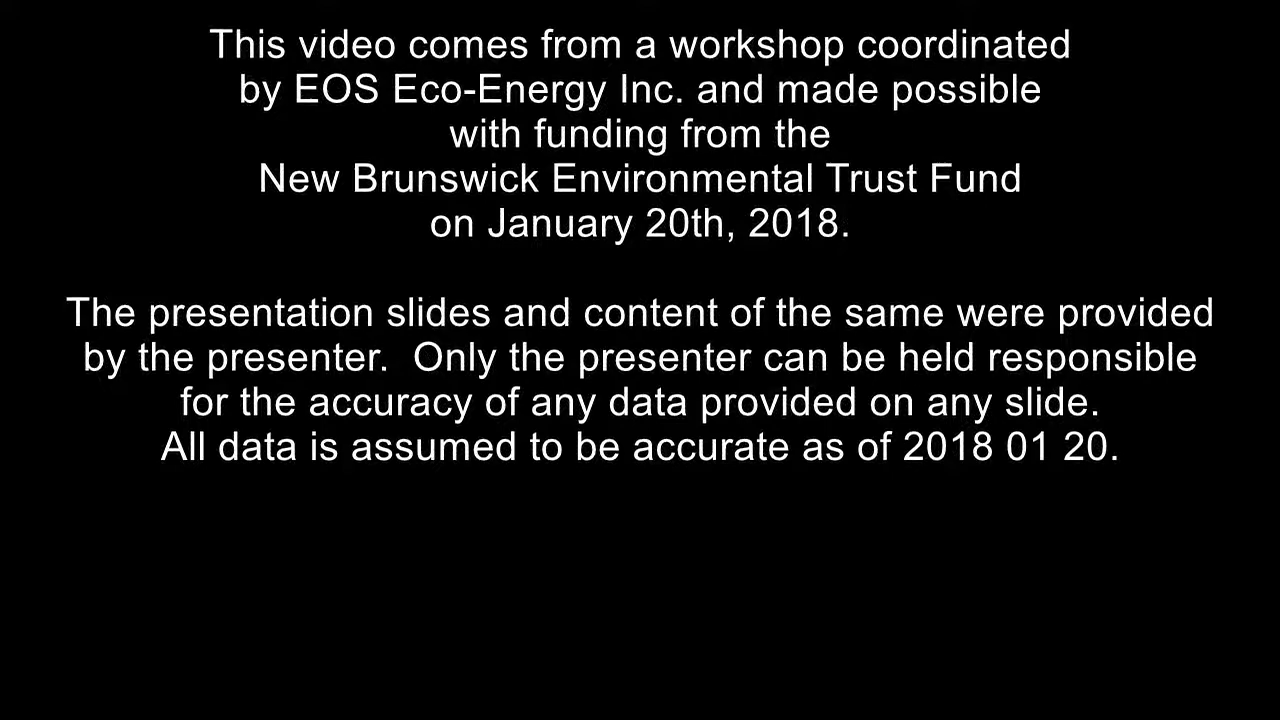 This video comes from a workshop coordinated
by EOS Eco-Energy Inc. and made possible
with funding from the
New Brunswick Environmental Trust Fund
on January 20th, 2018.
The presentation slides and content of the same were provided
by the presenter.  Only the presenter can be held responsible
for the accuracy of any data provided on any slide.
All data is assumed to be accurate as of 2018 01 20.